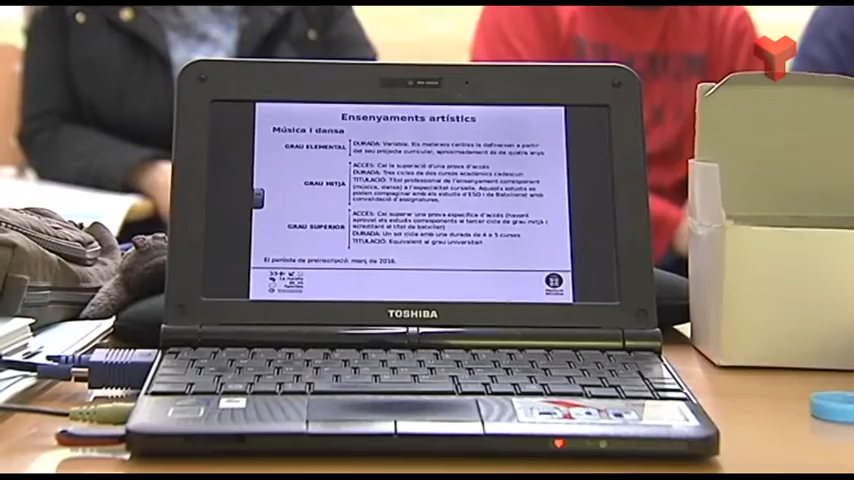 Ensenyaments artístics
Música i dansa
GRAU ELEMENTAL
DURADA: Variable. Els mateixos centres la defineixen a partir
del seu projecte curricular, aproximadament és de quatre anys
GRAU MITJÀ
ACCÉS: Cal la superació d'una prova d'accés
DURADA: Tres cicles de dos cursos acadèmics cadascun
TITULACIÓ: Títol professional de l'ensenyament corresponent
(música, dansa) a l'especialitat cursada. Aquests estudis es
poden compaginar amb els estudis d'ESO i de Batxillerat amb
convalidació d'assignatures.
GRAU SUPERIOR
ACCÉS: Cal superar una prova específica d'accés (havent
aprovat els estudis corresponents al tercer cicle de grau mitjà i
acreditant el títol de batxiller)
DURADA: Un sol cicle amb una durada de 4 o 5 cursos
TITULACIÓ: Equivalent al grau universitari
El període de preinscripció: març de 2016.
TOSHIBA